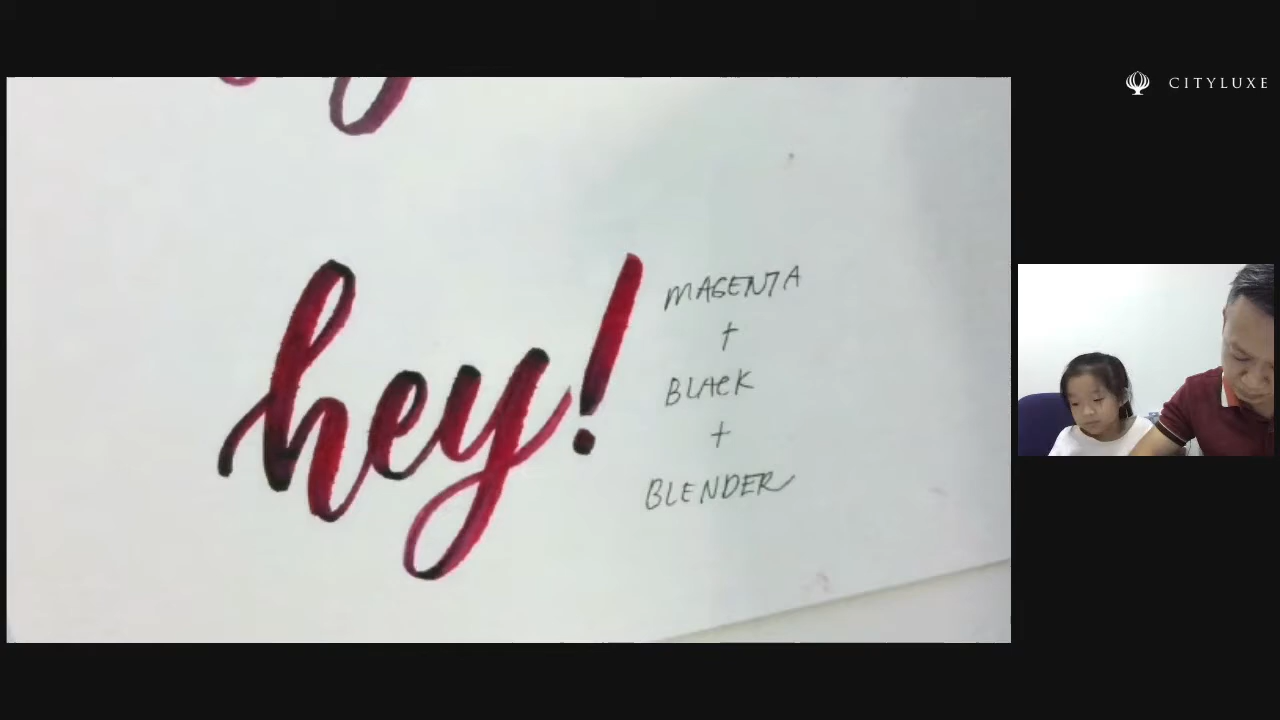 CITYLUXE
hey!
MAGENTA
+
BLACK
+
BLENDER